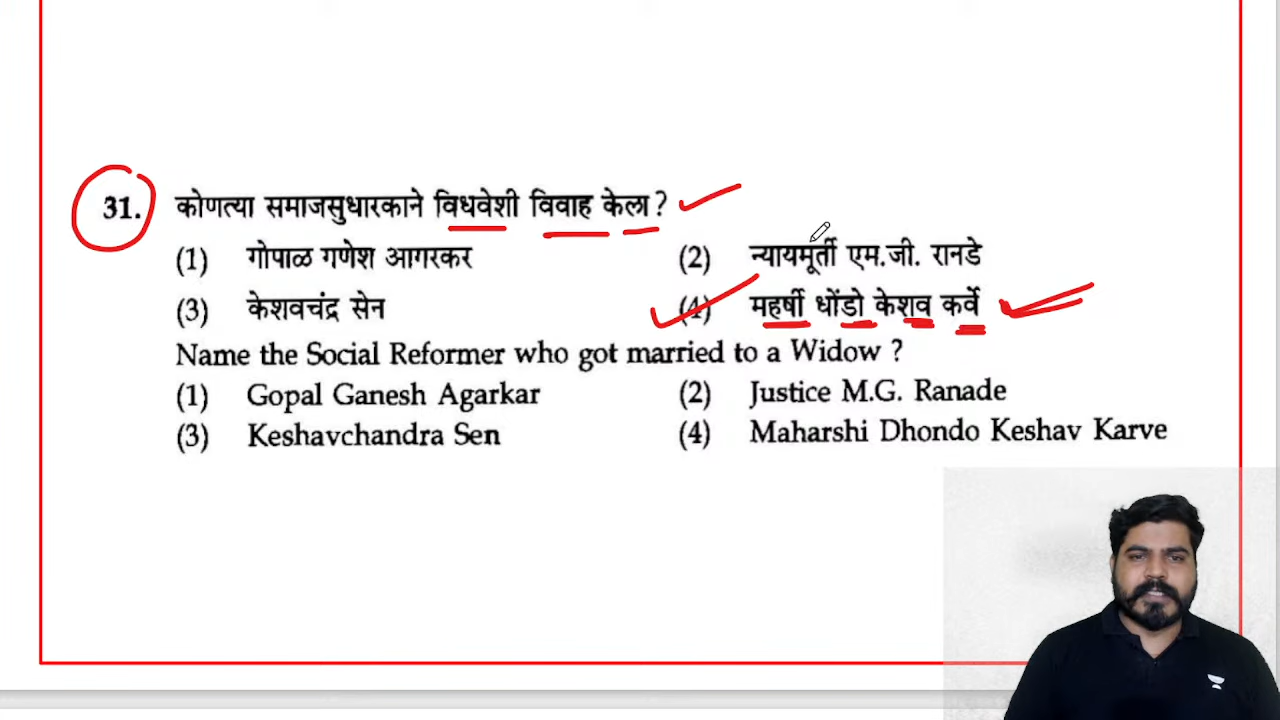 31. कोणत्या समाजसुधारकाने विधवेशी विवाह केला?
(1) गोपाळ गणेश आगरकर (2) न्यायमूर्ती एम.जी. रानडे
(3) केशवचंद्र सेन (4) महर्षी धोंडो केशव कर्वे
Name the Social Reformer who got married to a Widow ?
(1) Gopal Ganesh Agarkar (2) Justice M.G. Ranade
(3) Keshavchandra Sen (4) Maharshi Dhondo Keshav Karve